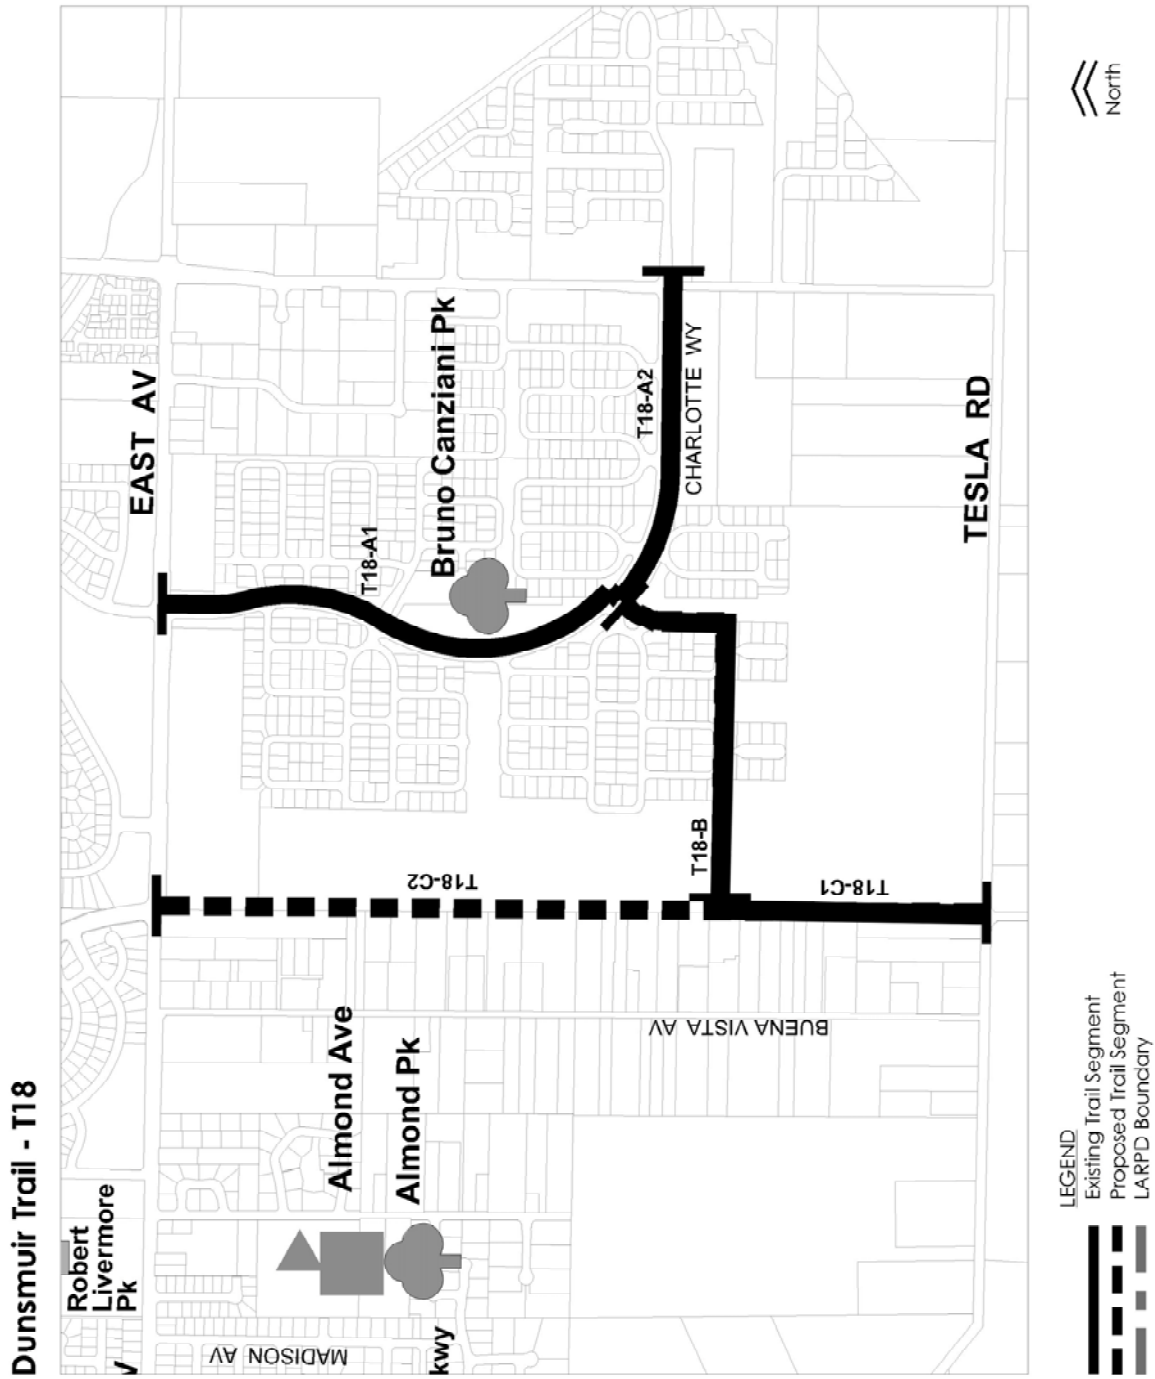 Dunsmuir Trail - T18
Robert
Livermore
Pk
EAST AV
T18-A1
Bruno Canziani Pk
T18-A2
CHARLOTTE WY
T18-B
T18-C2
T18-C1
TESLA RD
Almond Ave
Almond Pk
BUENA VISTA AV
MADISON AV
V
kwy
North
LEGEND
Existing Trail Segment
Proposed Trail Segment
LARPD Boundary